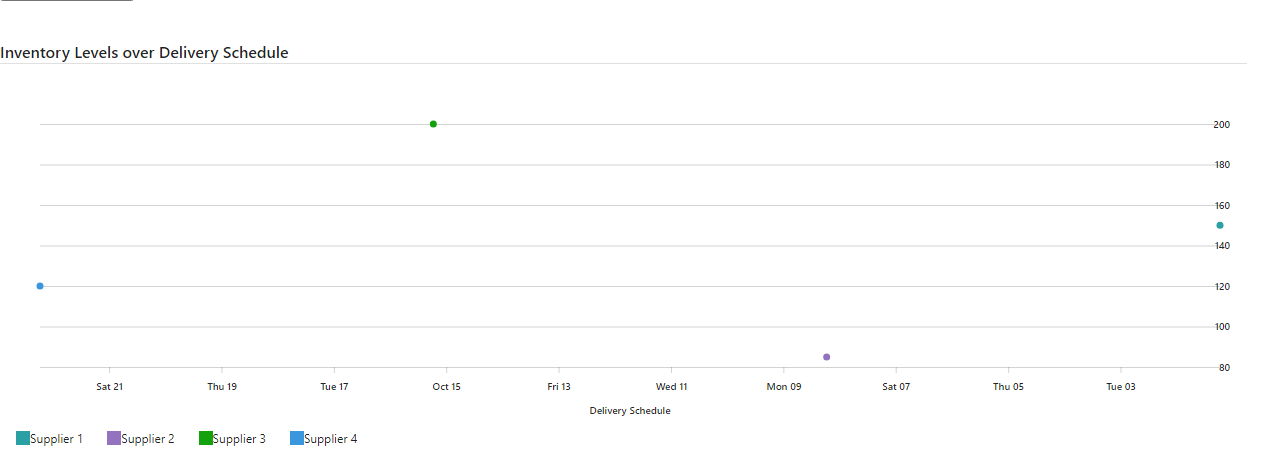 Inventory Levels over Delivery Schedule
200
180
160
140
120
100
80
Sat 21 Thu 19 Tue 17 Oct 15 Fri 13 Wed 11 Mon 09 Sat 07 Thu 05 Tue 03
Delivery Schedule
Supplier 1 Supplier 2 Supplier 3 Supplier 4